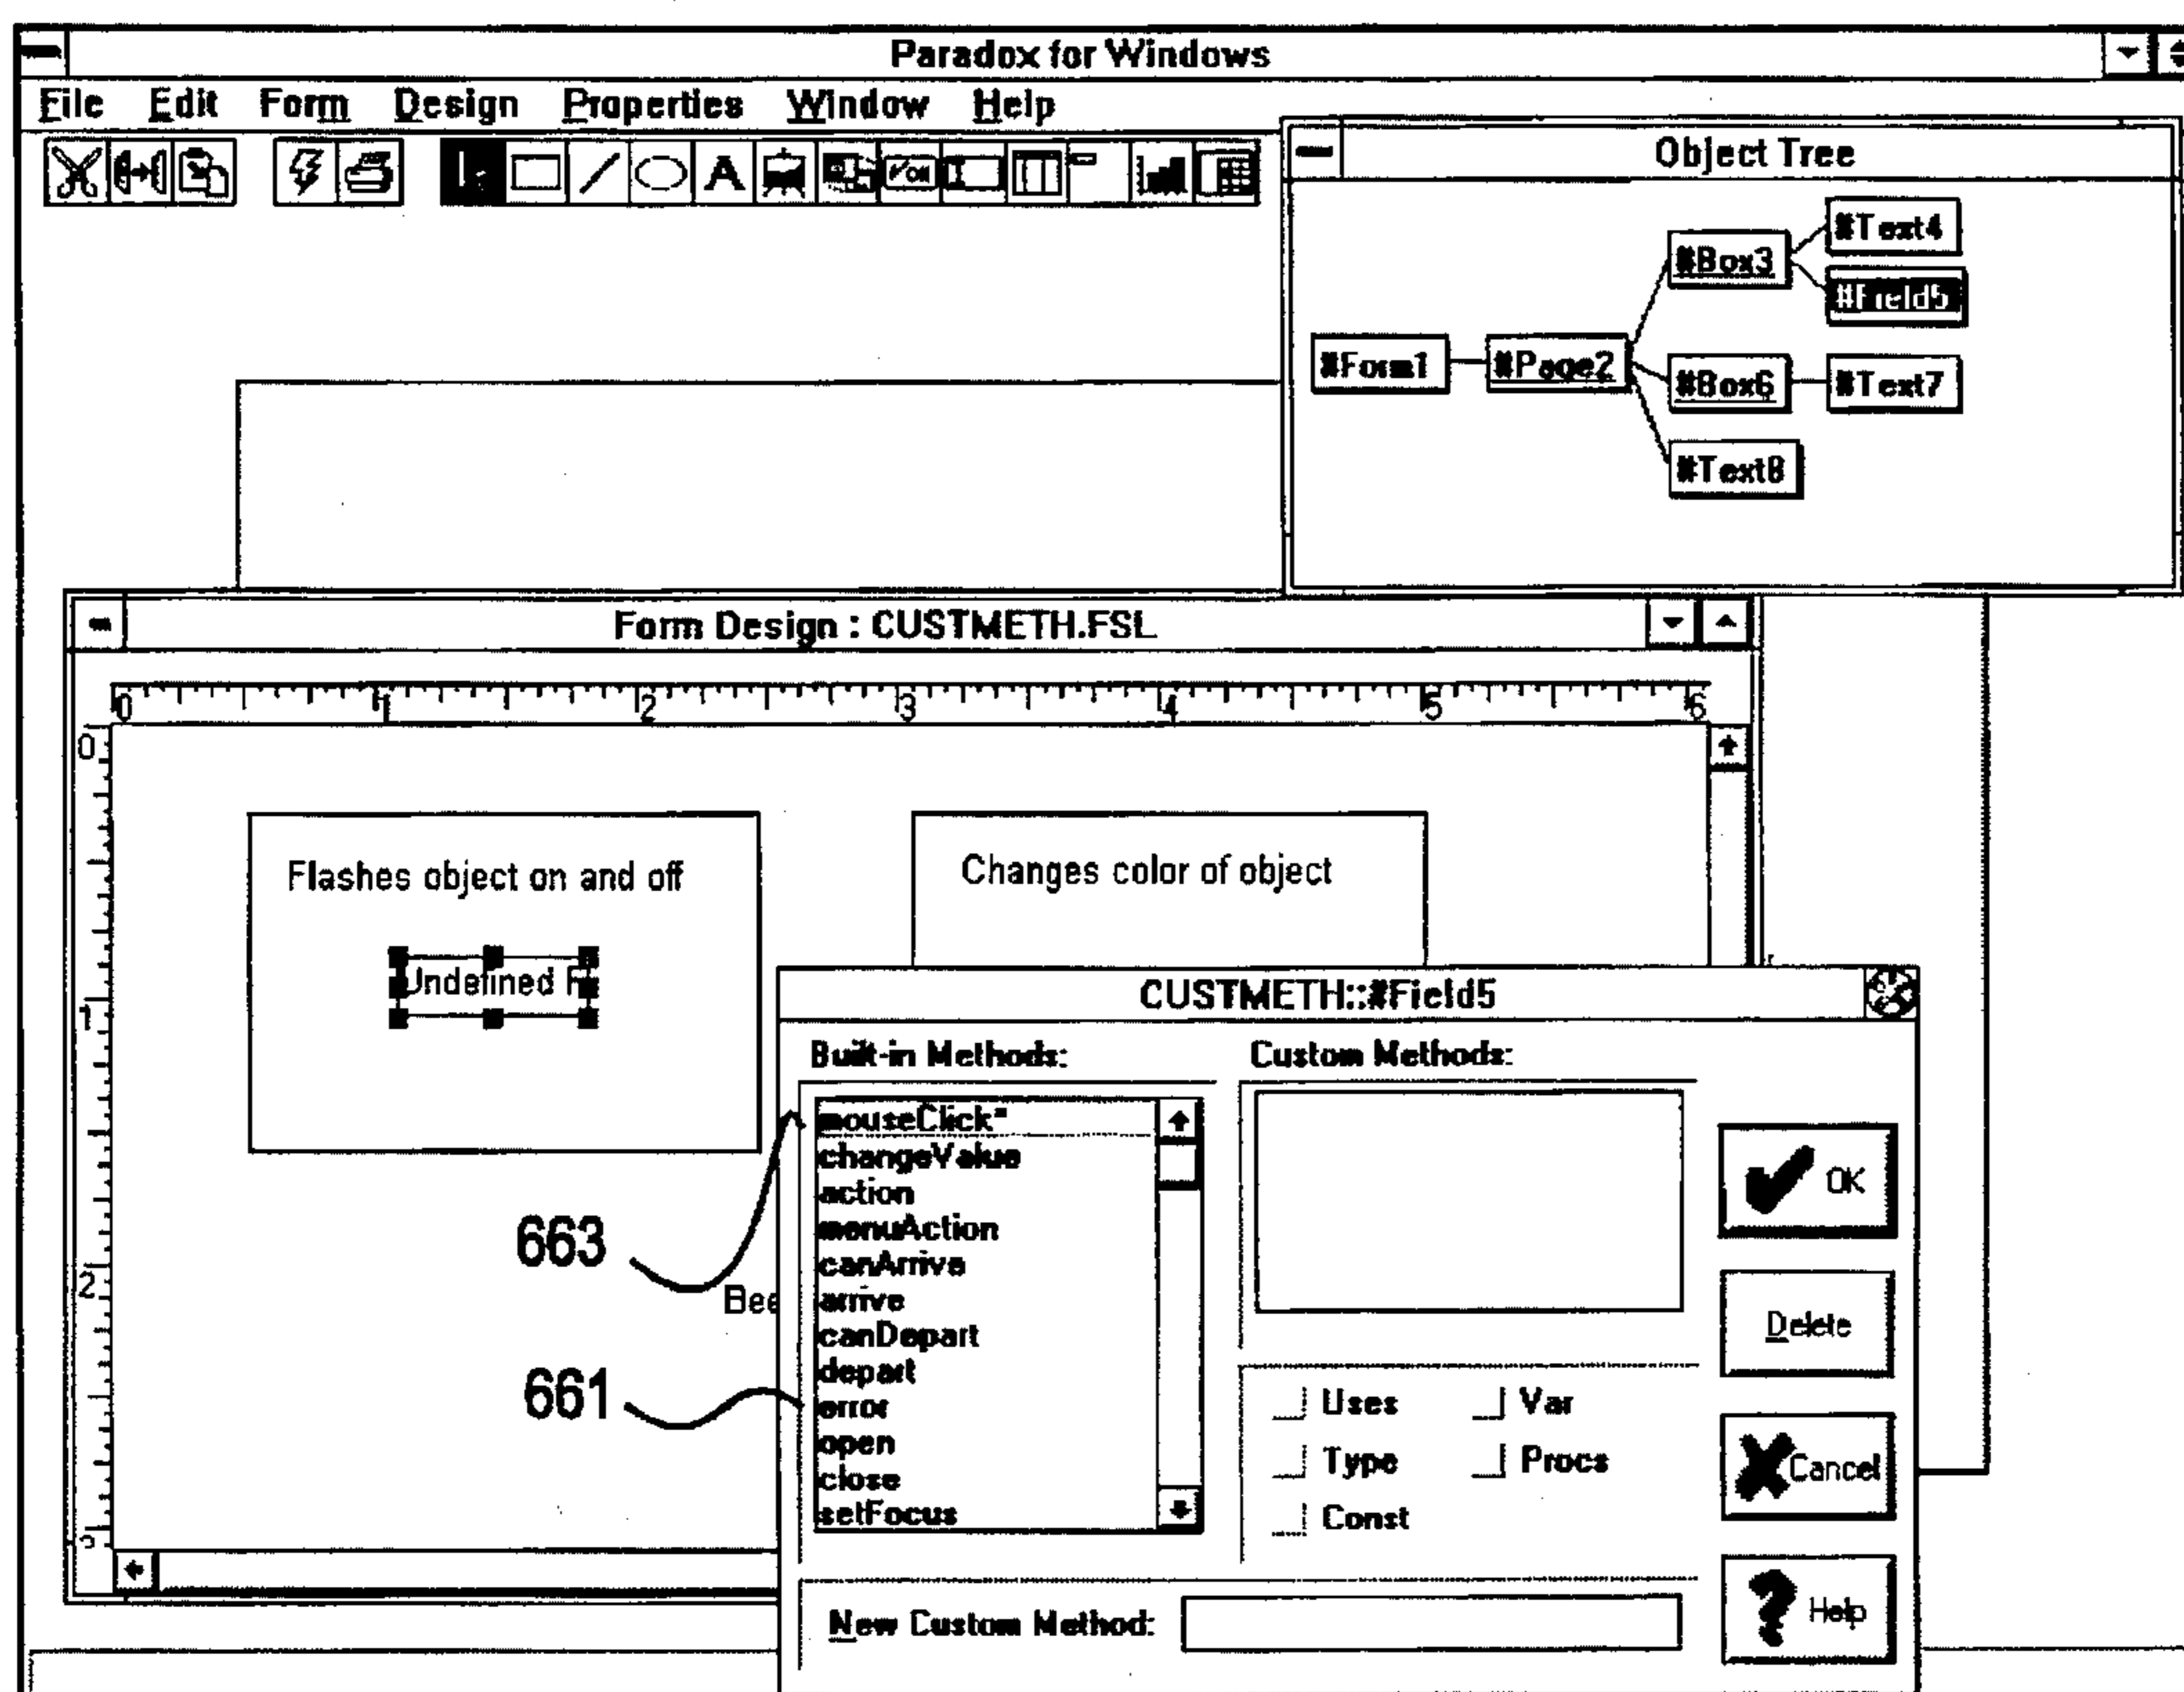 Paradox for Windows
File Edit Form Design Properties Window Help
A
OK
Object Tree
#Text4
#Box3
#Field5
#Form1
#Page2
#Box6
#Text7
#Text8
Form Design : CUSTMETH.FSL
0 1 2 3 4 5 6
0
1
2
3
Flashes object on and off
Changes color of object
Undefined F
Bee
CUSTMETH::#Field5
Built-in Methods:
Custom Methods:
mouseClick*
changeValue
action
menuAction
canArrive
arrive
canDepart
depart
error
open
close
setFocus
663
661
Uses
Var
Type
Procs
Const
OK
Delete
Cancel
Help
New Custom Method: